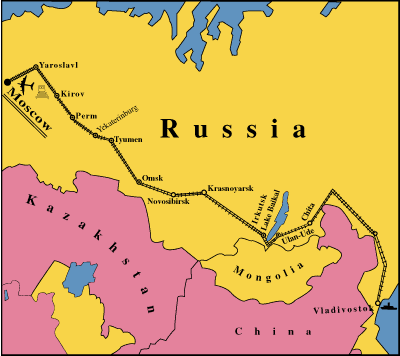 Yaroslavl
Kirov
Moscow
Perm
Yekaterinburg
Tyumen
Russia
Omsk
Novosibirsk
Krasnoyarsk
Irkutsk
Lake Baikal
Chita
Ulan-Ude
Kazakhstan
Mongolia
Vladivostok
China